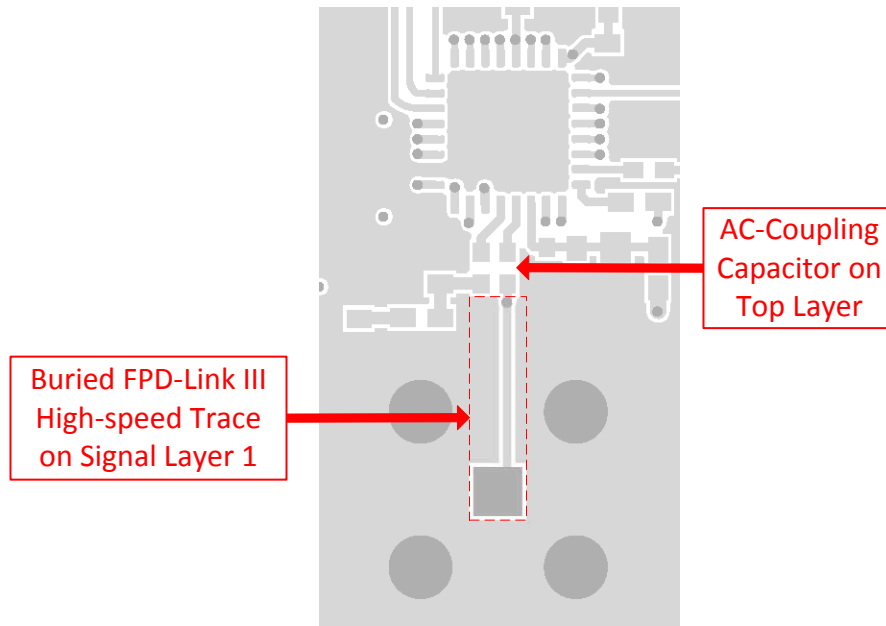 AC-Coupling
Capacitor on
Top Layer
Buried FPD-Link III
High-speed Trace
on Signal Layer 1